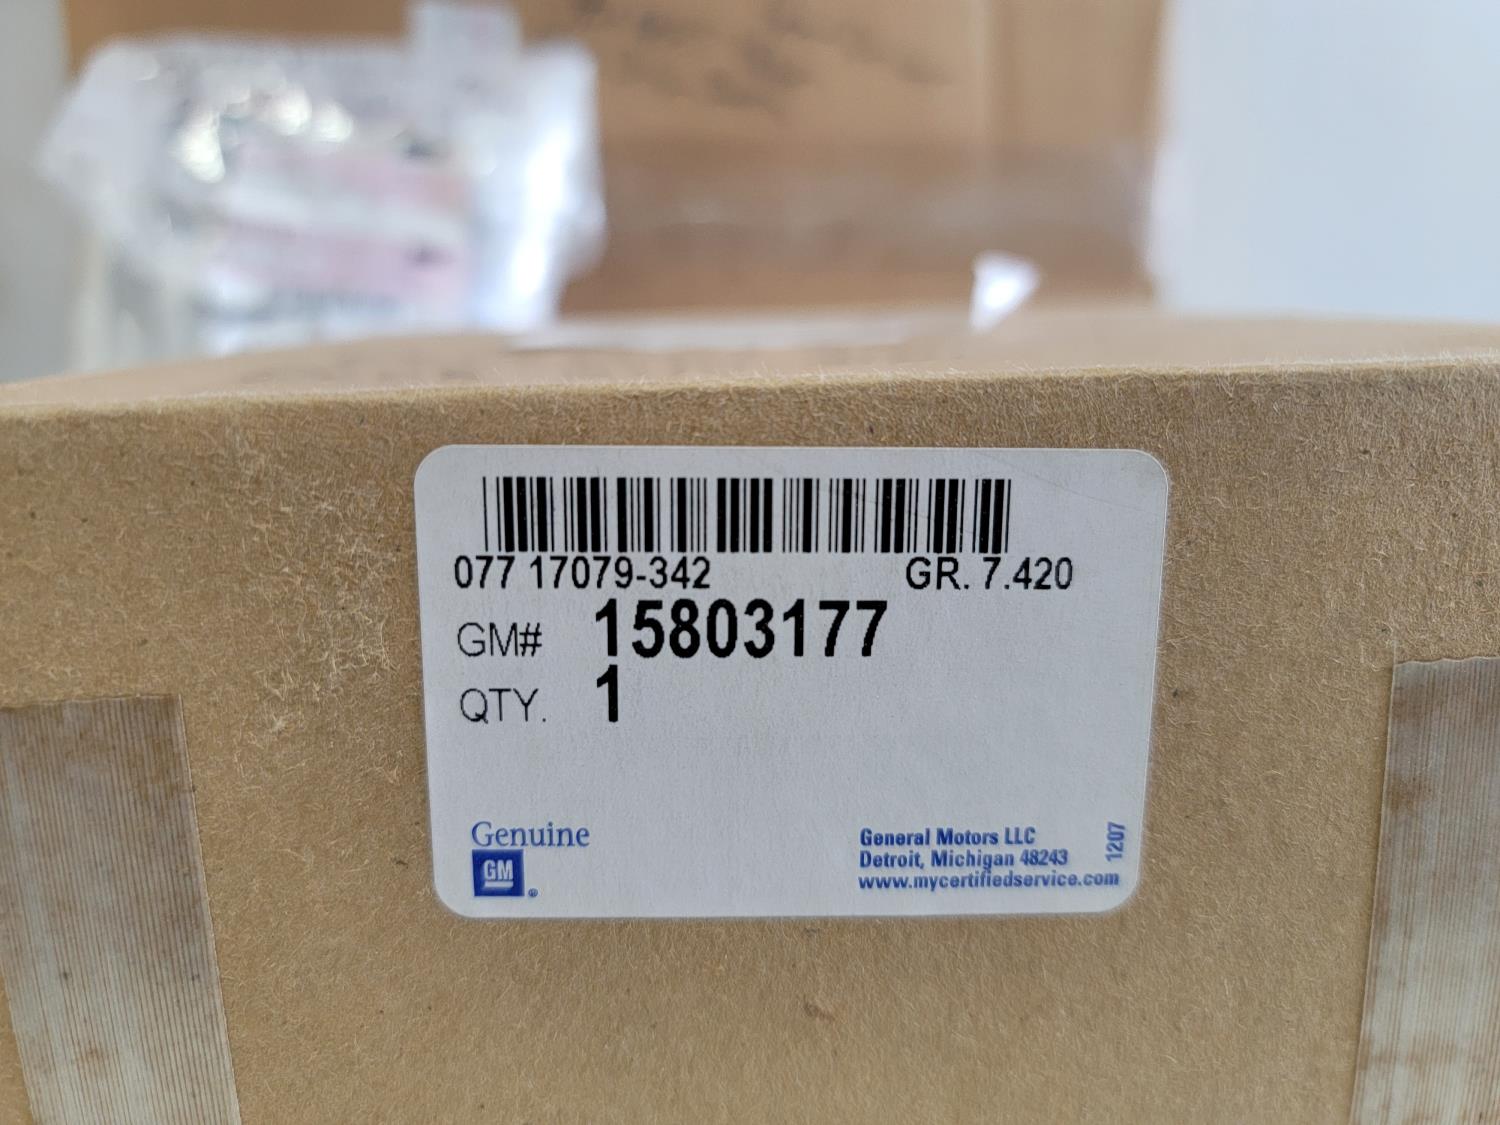 077 17079-342 GR. 7.420
GM# 15803177
QTY. 1
Genuine
GM
General Motors LLC
Detroit, Michigan 48243
www.mycertifiedservice.com
1207